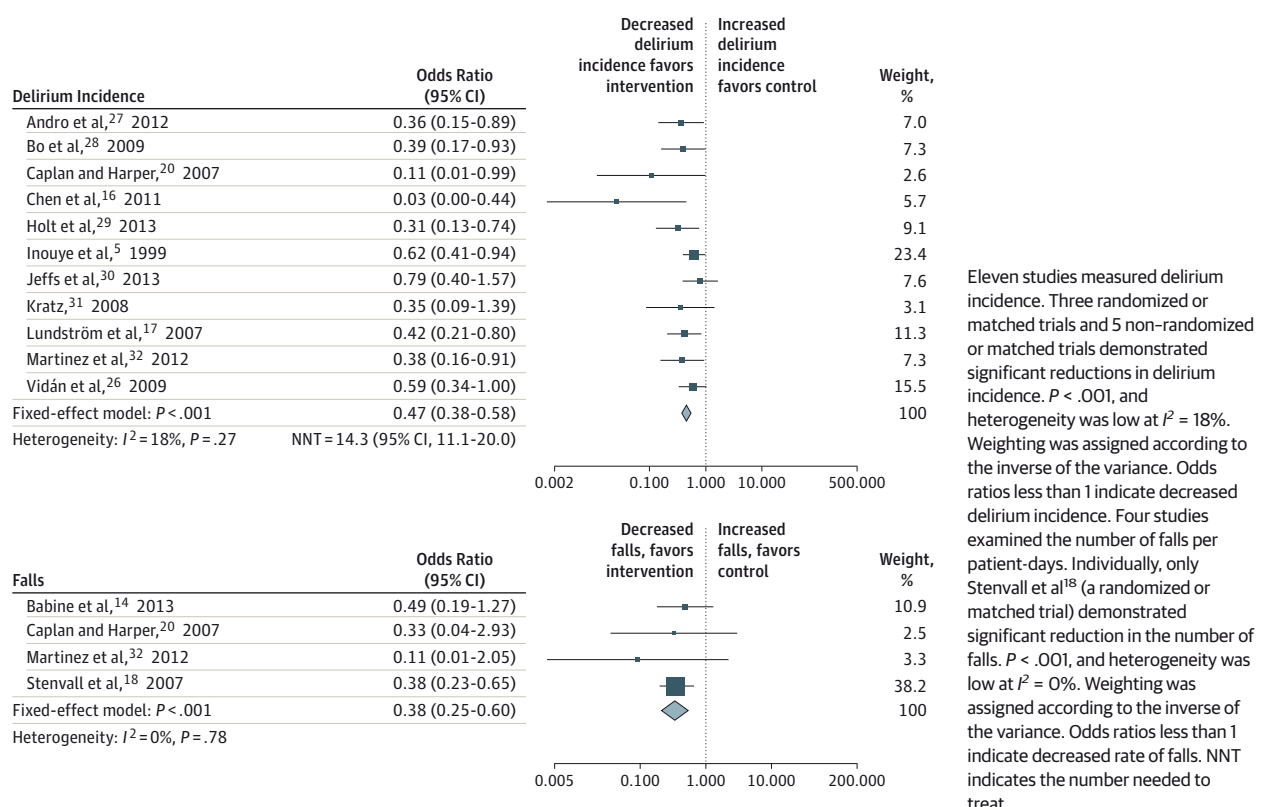 Decreased
delirium
incidence favors
intervention
Increased
delirium
incidence
favors control
Delirium Incidence
Odds Ratio
(95% CI)
Weight,
%
Andro et al,27 2012 0.36 (0.15-0.89) 7.0
Bo et al,28 2009 0.39 (0.17-0.93) 7.3
Caplan and Harper,20 2007 0.11 (0.01-0.99) 2.6
Chen et al,16 2011 0.03 (0.00-0.44) 5.7
Holt et al,29 2013 0.31 (0.13-0.74) 9.1
Inouye et al,5 1999 0.62 (0.41-0.94) 23.4
Jeffs et al,30 2013 0.79 (0.40-1.57) 7.6
Kratz,31 2008 0.35 (0.09-1.39) 3.1
Lundström et al,17 2007 0.42 (0.21-0.80) 11.3
Martinez et al,32 2012 0.38 (0.16-0.91) 7.3
Vidán et al,26 2009 0.59 (0.34-1.00) 15.5
Fixed-effect model: P < .001 0.47 (0.38-0.58) 100
Heterogeneity: I2 = 18%, P = .27 NNT = 14.3 (95% CI, 11.1-20.0)
0.002 0.100 1.000 10.000 500.000
Decreased
falls, favors
intervention
Increased
falls, favors
control
Falls
Odds Ratio
(95% CI)
Weight,
%
Babine et al,14 2013 0.49 (0.19-1.27) 10.9
Caplan and Harper,20 2007 0.33 (0.04-2.93) 2.5
Martinez et al,32 2012 0.11 (0.01-2.05) 3.3
Stenvall et al,18 2007 0.38 (0.23-0.65) 38.2
Fixed-effect model: P < .001 0.38 (0.25-0.60) 100
Heterogeneity: I2 = 0%, P = .78
0.005 0.100 1.000 10.000 200.000
Eleven studies measured delirium
incidence. Three randomized or
matched trials and 5 non-randomized
or matched trials demonstrated
significant reductions in delirium
incidence. P < .001, and
heterogeneity was low at I2 = 18%.
Weighting was assigned according to
the inverse of the variance. Odds
ratios less than 1 indicate decreased
delirium incidence. Four studies
examined the number of falls per
patient-days. Individually, only
Stenvall et al18 (a randomized or
matched trial) demonstrated
significant reduction in the number of
falls. P < .001, and heterogeneity was
low at I2 = 0%. Weighting was
assigned according to the inverse of
the variance. Odds ratios less than 1
indicate decreased rate of falls. NNT
indicates the number needed to
treat